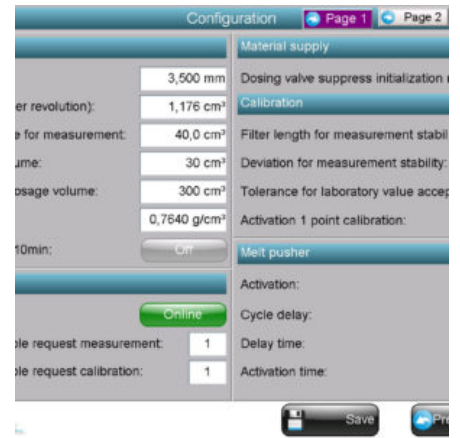 Configuration Page 1 Page 2
Material supply
3,500 mm Dosing valve suppress initialization
er revolution): 1,176 cm³ Calibration
e for measurement: 40,0 cm³ Filter length for measurement stabil
ume: 30 cm³ Deviation for measurement stability:
osage volume: 300 cm³ Tolerance for laboratory value accep
0,7640 g/cm³ Activation 1 point calibration:
10min: Off Melt pusher
Activation:
Online Cycle delay:
ole request measurement: 1 Delay time:
ole request calibration: 1 Activation time:
Save Pre